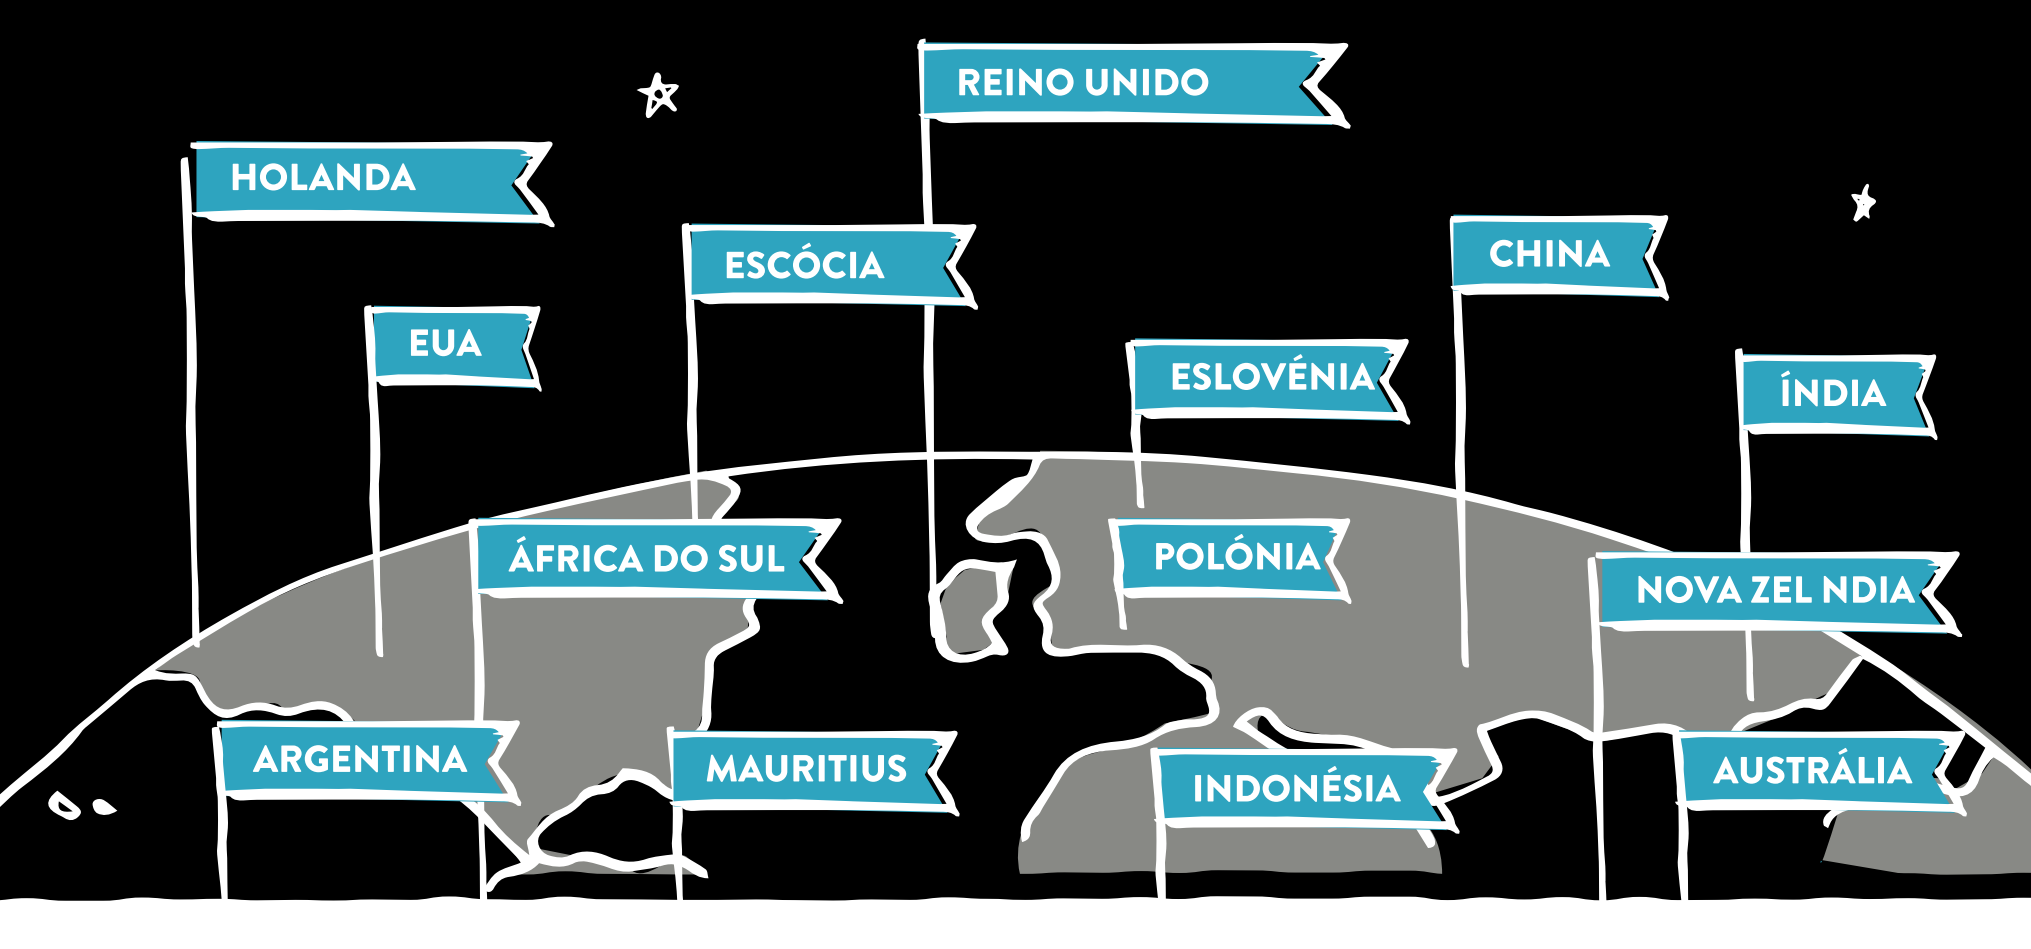 REINO UNIDO
HOLANDA
ESCÓCIA
CHINA
EUA
ESLOVÉNIA
ÍNDIA
ÁFRICA DO SUL
POLÓNIA
NOVA ZEL NDIA
ARGENTINA
MAURITIUS
INDONÉSIA
AUSTRÁLIA